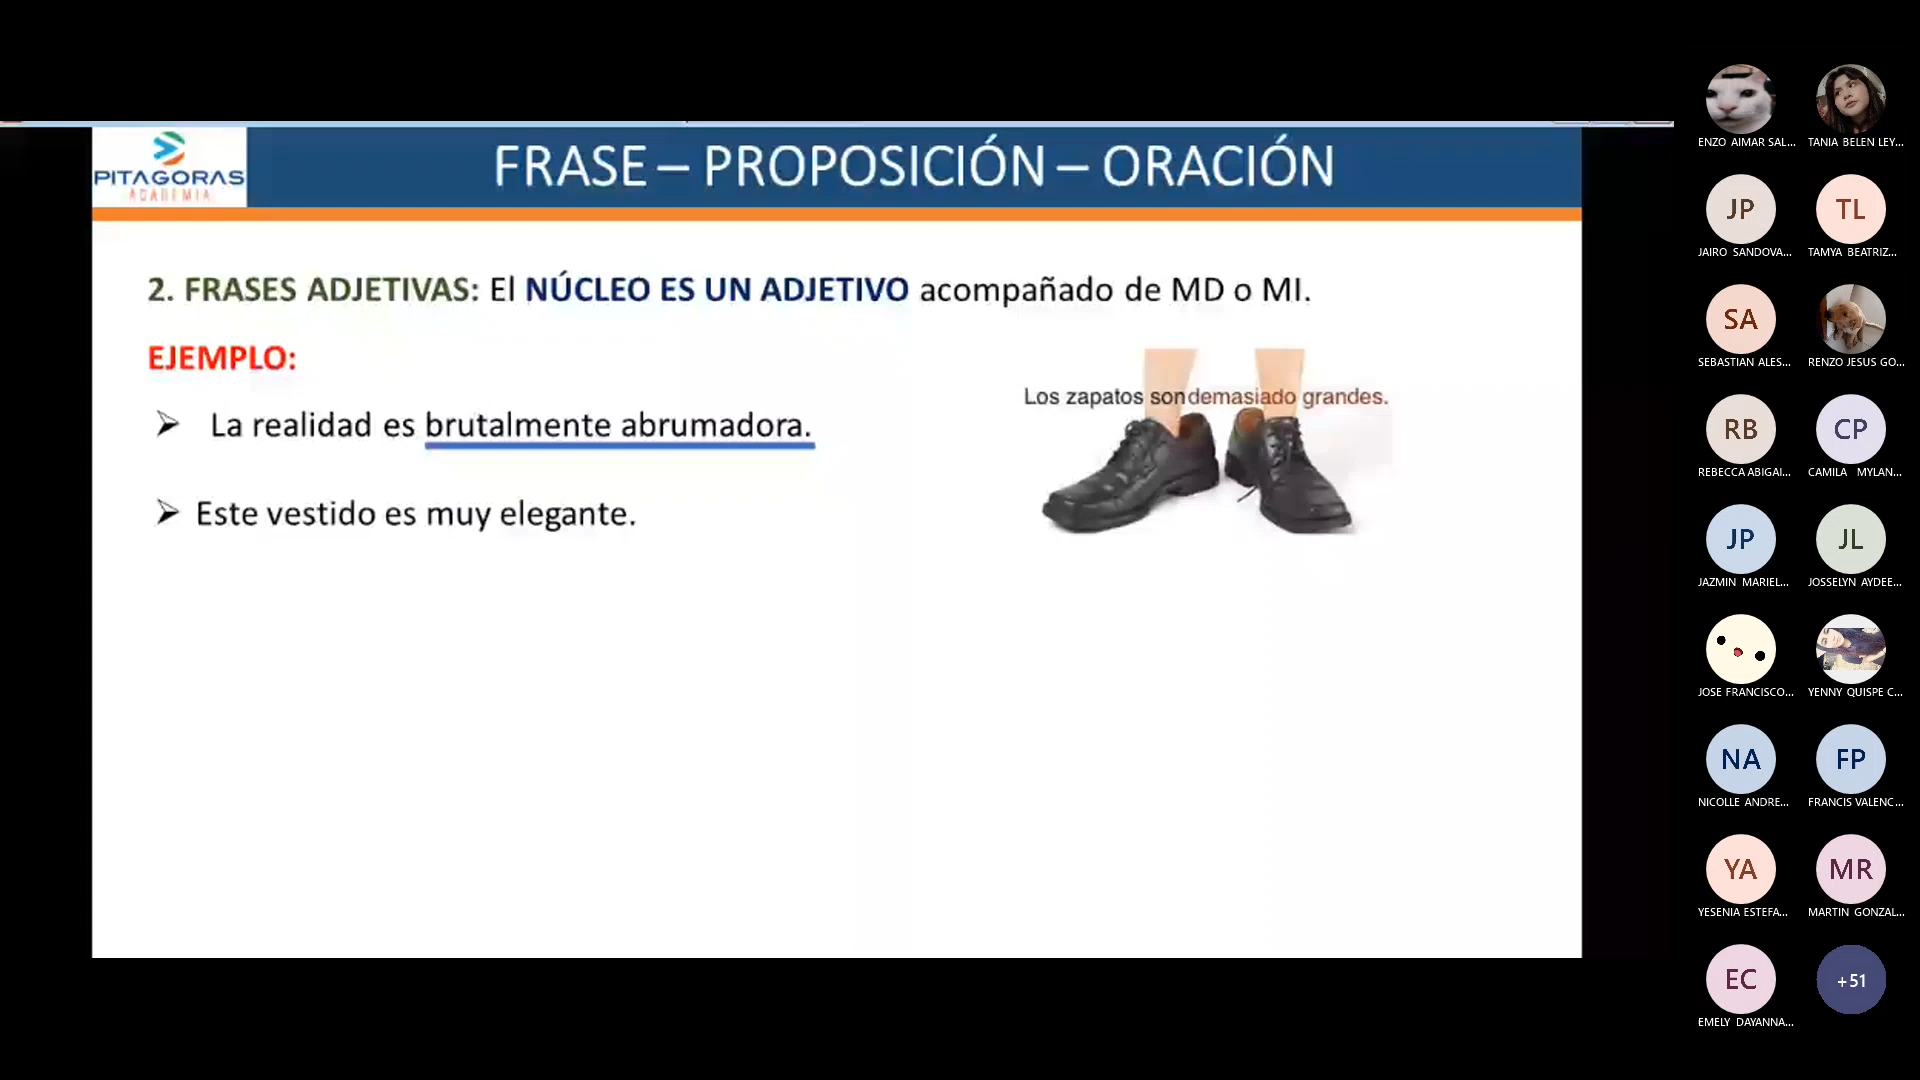 PITAGORAS
ACADEMIA
FRASE – PROPOSICIÓN – ORACIÓN
2. FRASES ADJETIVAS: El NÚCLEO ES UN ADJETIVO acompañado de MD o MI.
EJEMPLO:
La realidad es brutalmente abrumadora.
Este vestido es muy elegante.
Los zapatos son demasiado grandes.
ENZO AIMAR SAL...
TANIA BELEN LEY...
JP
TL
JAIRO SANDOVA...
TAMYA BEATRIZ...
SA
SEBASTIAN ALES...
RENZO JESUS GO...
RB
CP
REBECCA ABIGAI...
CAMILA MYLAN...
JP
JL
JAZMIN MARIEL...
JOSSELYN AYDEE...
JOSE FRANCISCO...
YENNY QUISPE C...
NA
FP
NICOLLE ANDRE...
FRANCIS VALENC...
YA
MR
YESENIA ESTEFA...
MARTIN GONZAL...
EC
+51
EMELY DAYANNA...